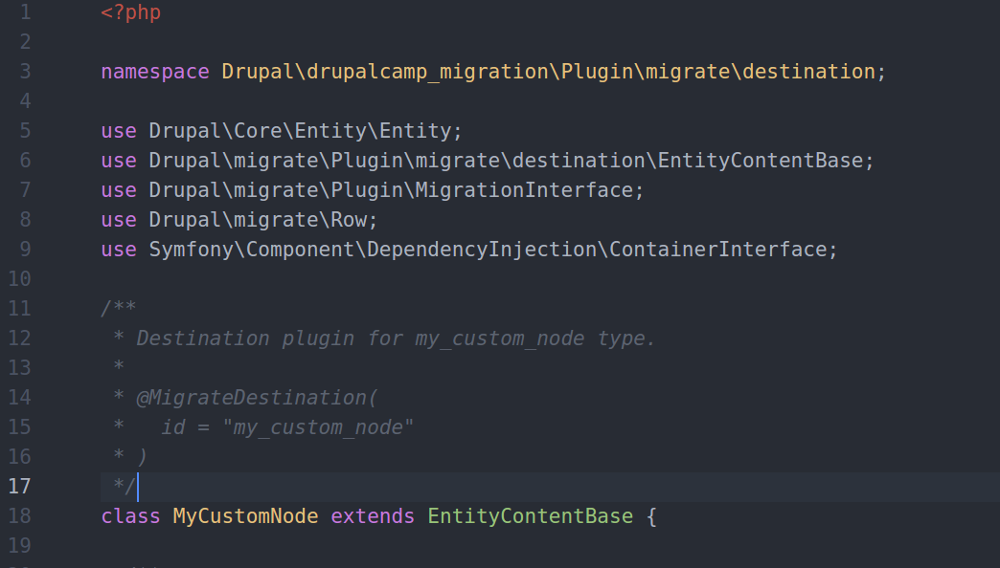 1 <?php
2
3 namespace Drupal\drupalcamp_migration\Plugin\migrate\destination;
4
5 use Drupal\Core\Entity\Entity;
6 use Drupal\migrate\Plugin\migrate\destination\EntityContentBase;
7 use Drupal\migrate\Plugin\MigrationInterface;
8 use Drupal\migrate\Row;
9 use Symfony\Component\DependencyInjection\ContainerInterface;
10
11 /**
12  * Destination plugin for my_custom_node type.
13  *
14  * @MigrateDestination(
15  *   id = "my_custom_node"
16  * )
17  */
18 class MyCustomNode extends EntityContentBase {
19